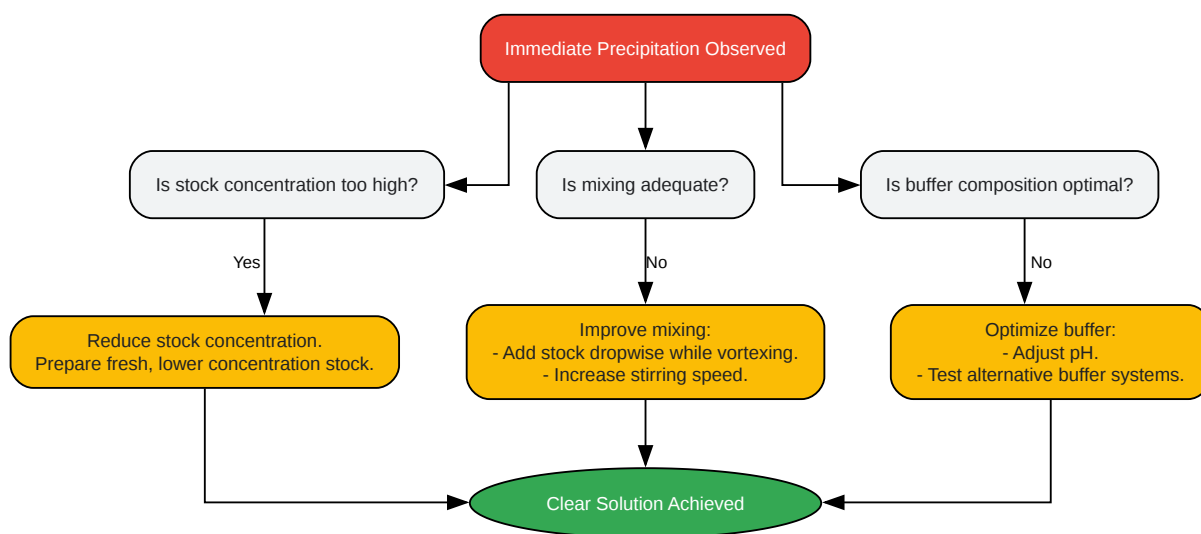 Immediate Precipitation Observed
Is stock concentration too high?
Is mixing adequate?
Is buffer composition optimal?
Yes
No
No
Reduce stock concentration.
Prepare fresh, lower concentration stock.
Improve mixing:
- Add stock dropwise while vortexing.
- Increase stirring speed.
Optimize buffer:
- Adjust pH.
- Test alternative buffer systems.
Clear Solution Achieved